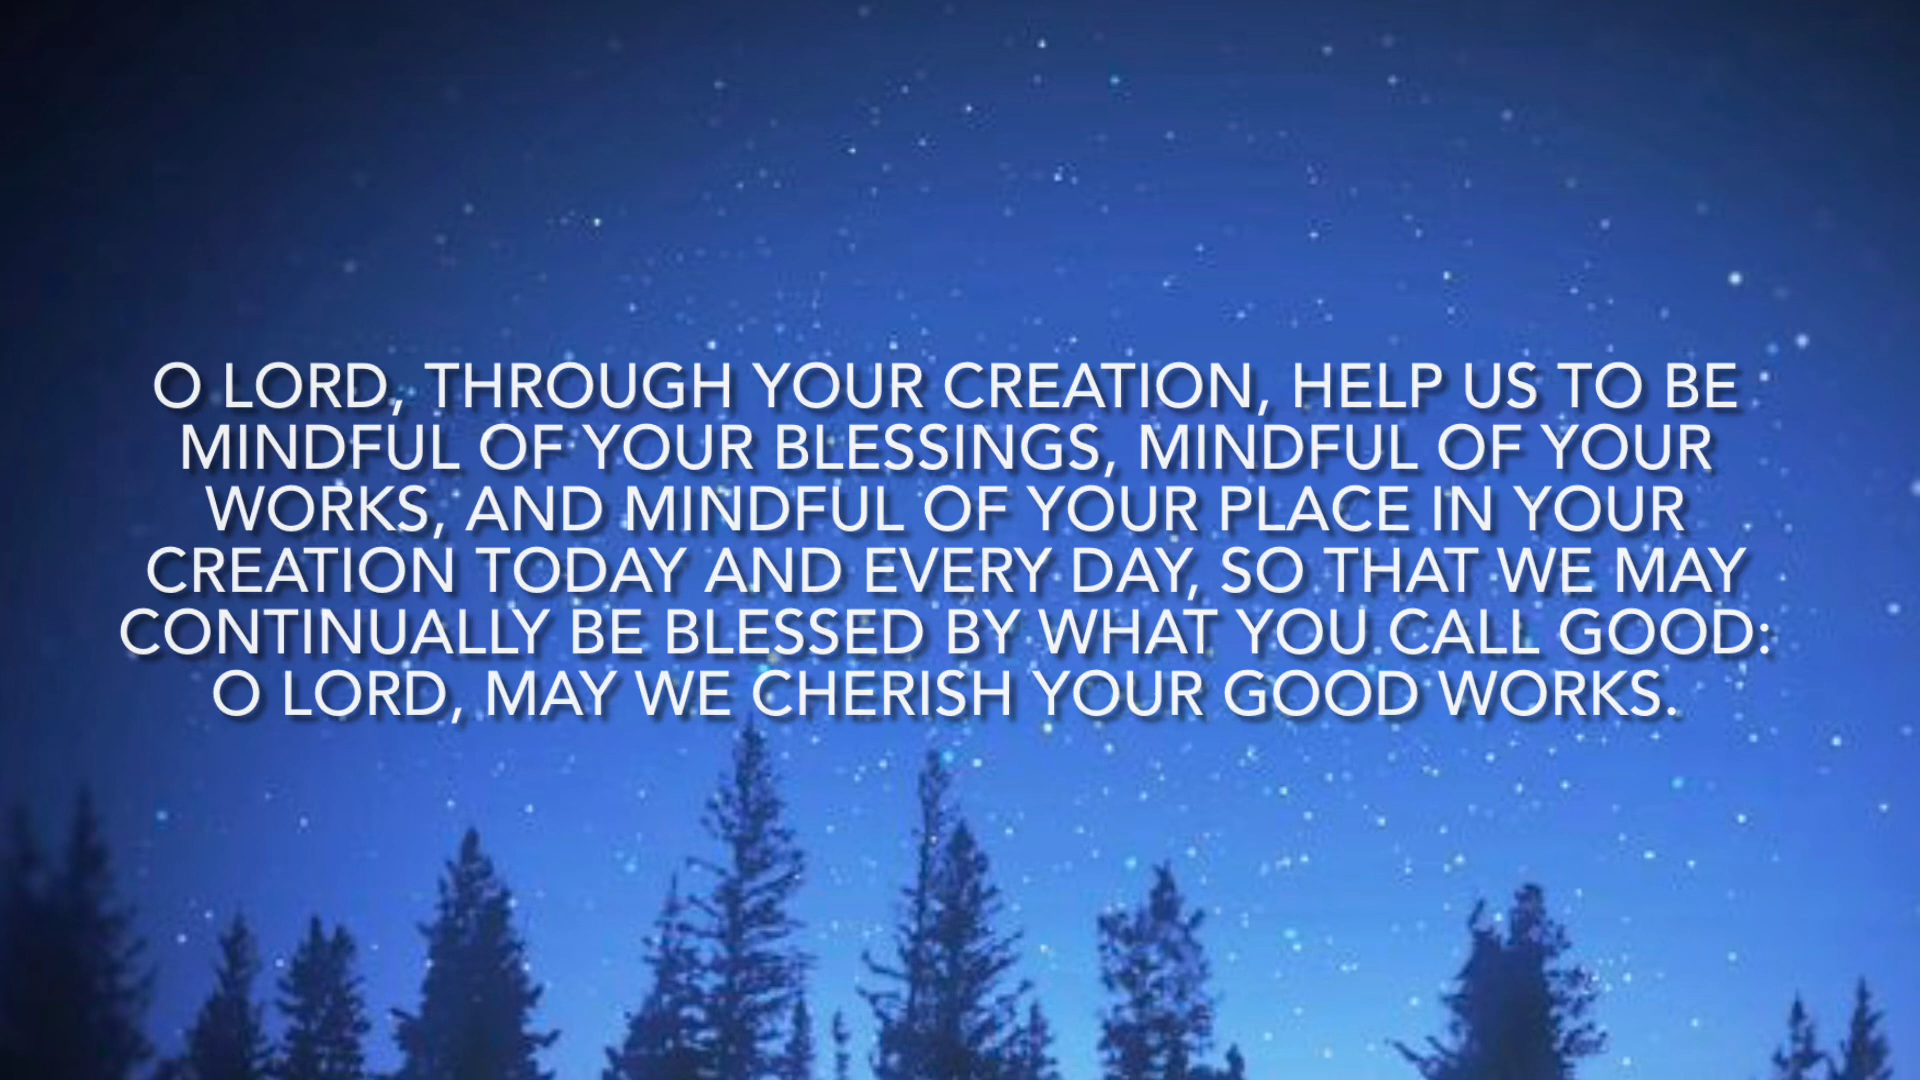 O LORD, THROUGH YOUR CREATION, HELP US TO BE
MINDFUL OF YOUR BLESSINGS, MINDFUL OF YOUR
WORKS, AND MINDFUL OF YOUR PLACE IN YOUR
CREATION TODAY AND EVERY DAY, SO THAT WE MAY
CONTINUALLY BE BLESSED BY WHAT YOU CALL GOOD:
O LORD, MAY WE CHERISH YOUR GOOD WORKS.